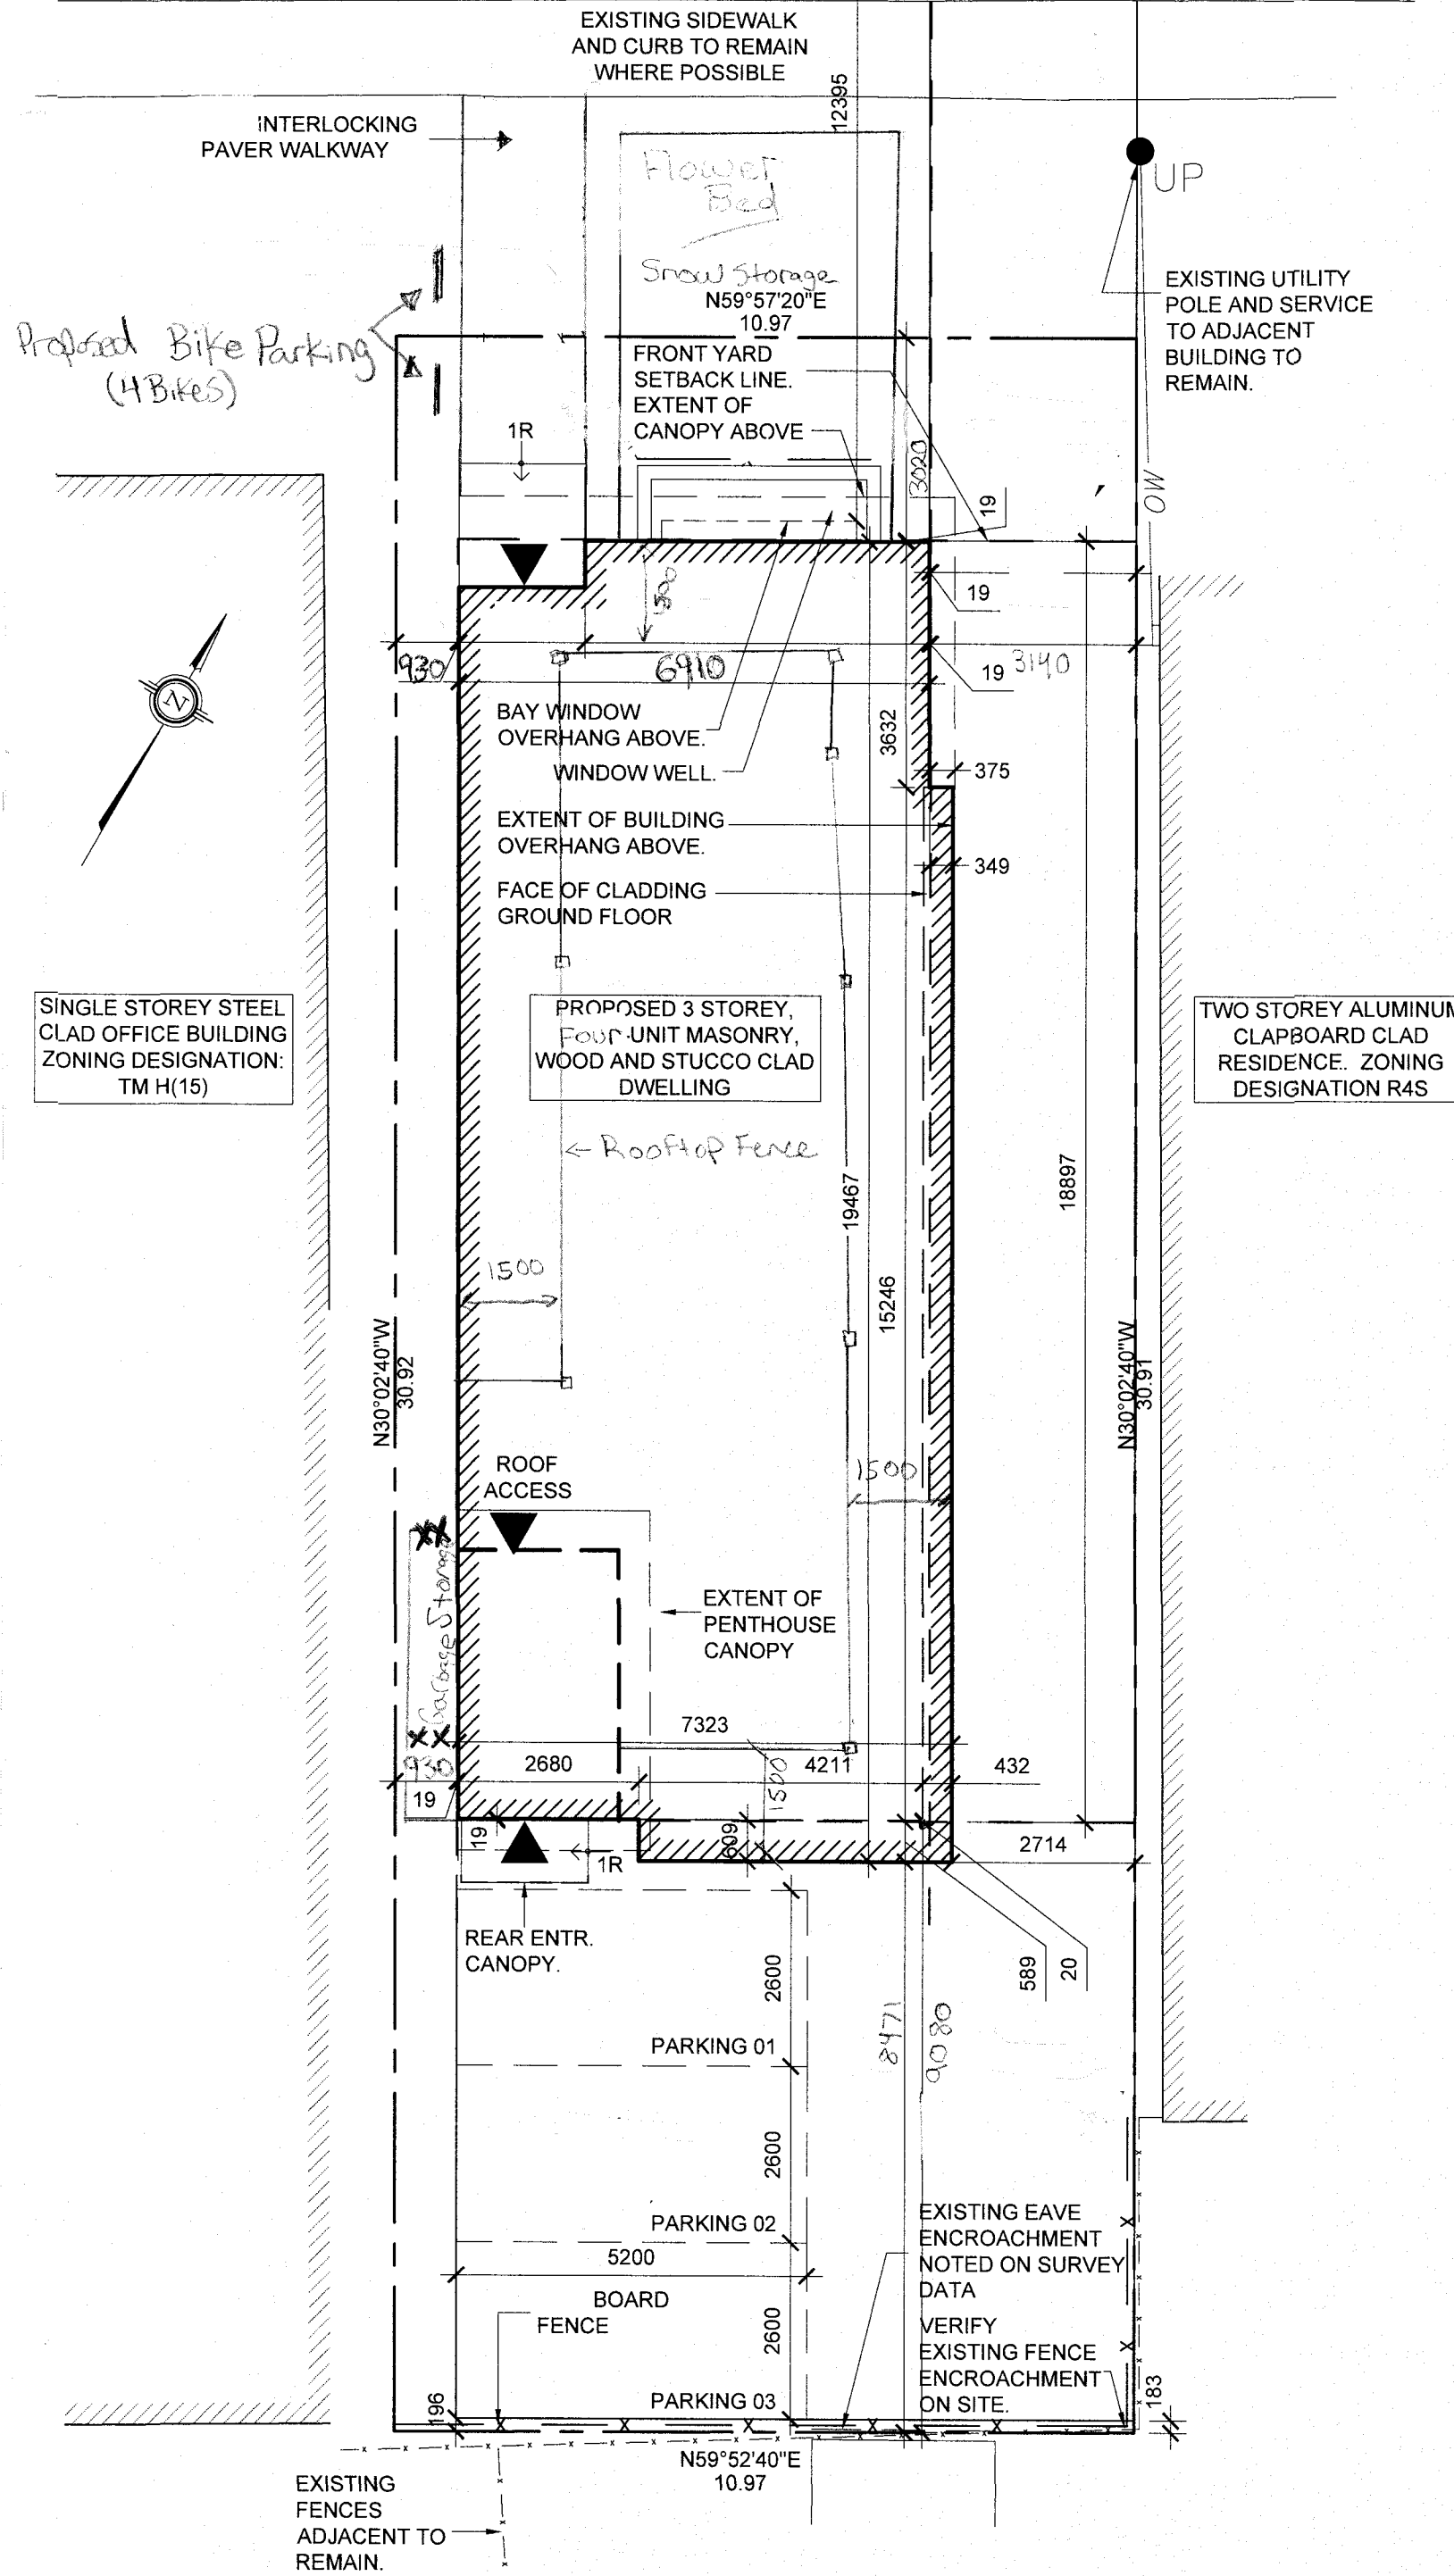 EXISTING SIDEWALK
AND CURB TO REMAIN
WHERE POSSIBLE
12395
INTERLOCKING
PAVER WALKWAY
Flower
Bed
Snow Storage
N59°57'20"E
10.97
UP
EXISTING UTILITY
POLE AND SERVICE
TO ADJACENT
BUILDING TO
REMAIN.
Proposed Bike Parking
(4 Bikes)
FRONT YARD
SETBACK LINE.
EXTENT OF
CANOPY ABOVE
1R
3020
19
OW
1500
19
930
6910
19
3140
N
BAY WINDOW
OVERHANG ABOVE.
WINDOW WELL.
3632
375
EXTENT OF BUILDING
OVERHANG ABOVE.
349
FACE OF CLADDING
GROUND FLOOR
SINGLE STOREY STEEL
CLAD OFFICE BUILDING
ZONING DESIGNATION:
TM H(15)
PROPOSED 3 STOREY,
Four-UNIT MASONRY,
WOOD AND STUCCO CLAD
DWELLING
TWO STOREY ALUMINUM
CLAPBOARD CLAD
RESIDENCE. ZONING
DESIGNATION R4S
← Rooftop Fence
19467
18897
1500
15246
N30°02'40"W
30.92
N30°02'40"W
30.91
ROOF
ACCESS
1500
Garbage Storage
EXTENT OF
PENTHOUSE
CANOPY
7323
930
2680
1500
4211
432
19
19
1R
609
2714
REAR ENTR.
CANOPY.
589
20
2600
8471
9080
PARKING 01
2600
PARKING 02
5200
EXISTING EAVE
ENCROACHMENT
NOTED ON SURVEY
DATA
BOARD
FENCE
2600
VERIFY
EXISTING FENCE
ENCROACHMENT
ON SITE.
PARKING 03
196
183
N59°52'40"E
10.97
EXISTING
FENCES
ADJACENT TO
REMAIN.